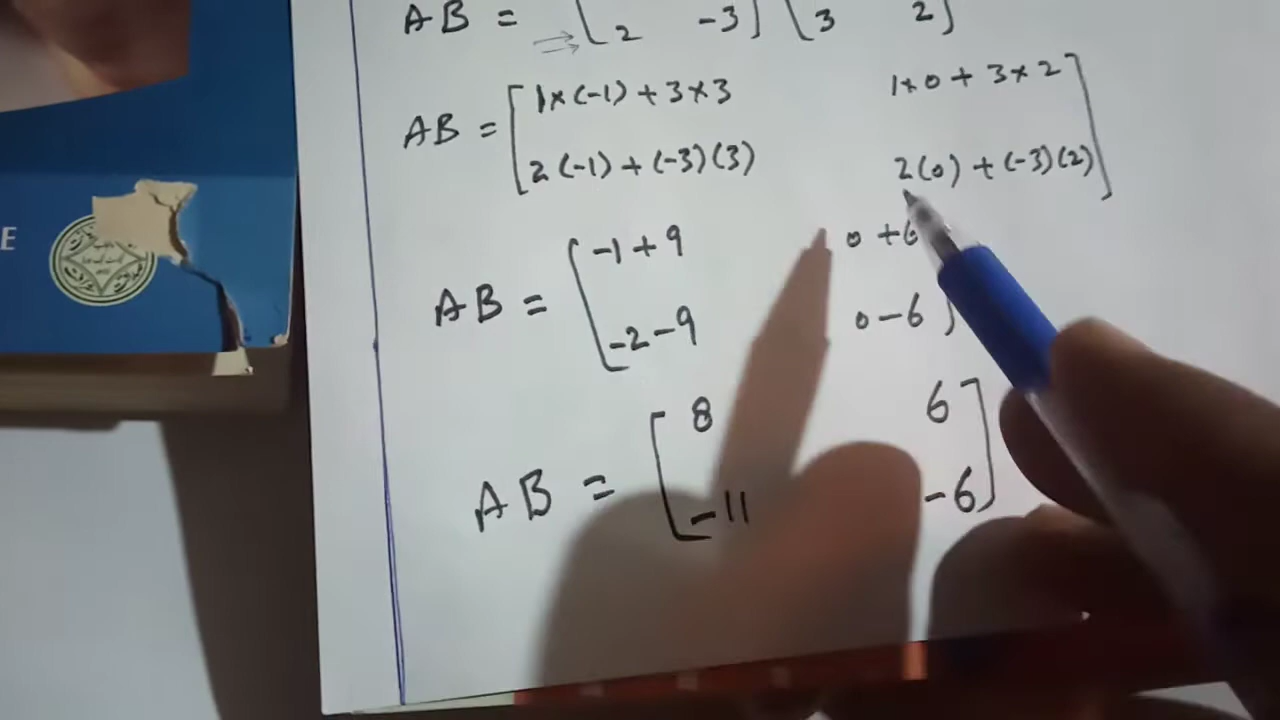 AB = [ 2 -3 ] [ 3 2 ]
AB = [ 1×(-1) + 3×3 1×0 + 3×2 ]
[ 2(-1) + (-3)(3) 2(0) + (-3)(2) ]
AB = [ -1+9 0+6
[ -2-9 0-6 ]
AB = [ 8 6 ]
[ -11 -6 ]
E